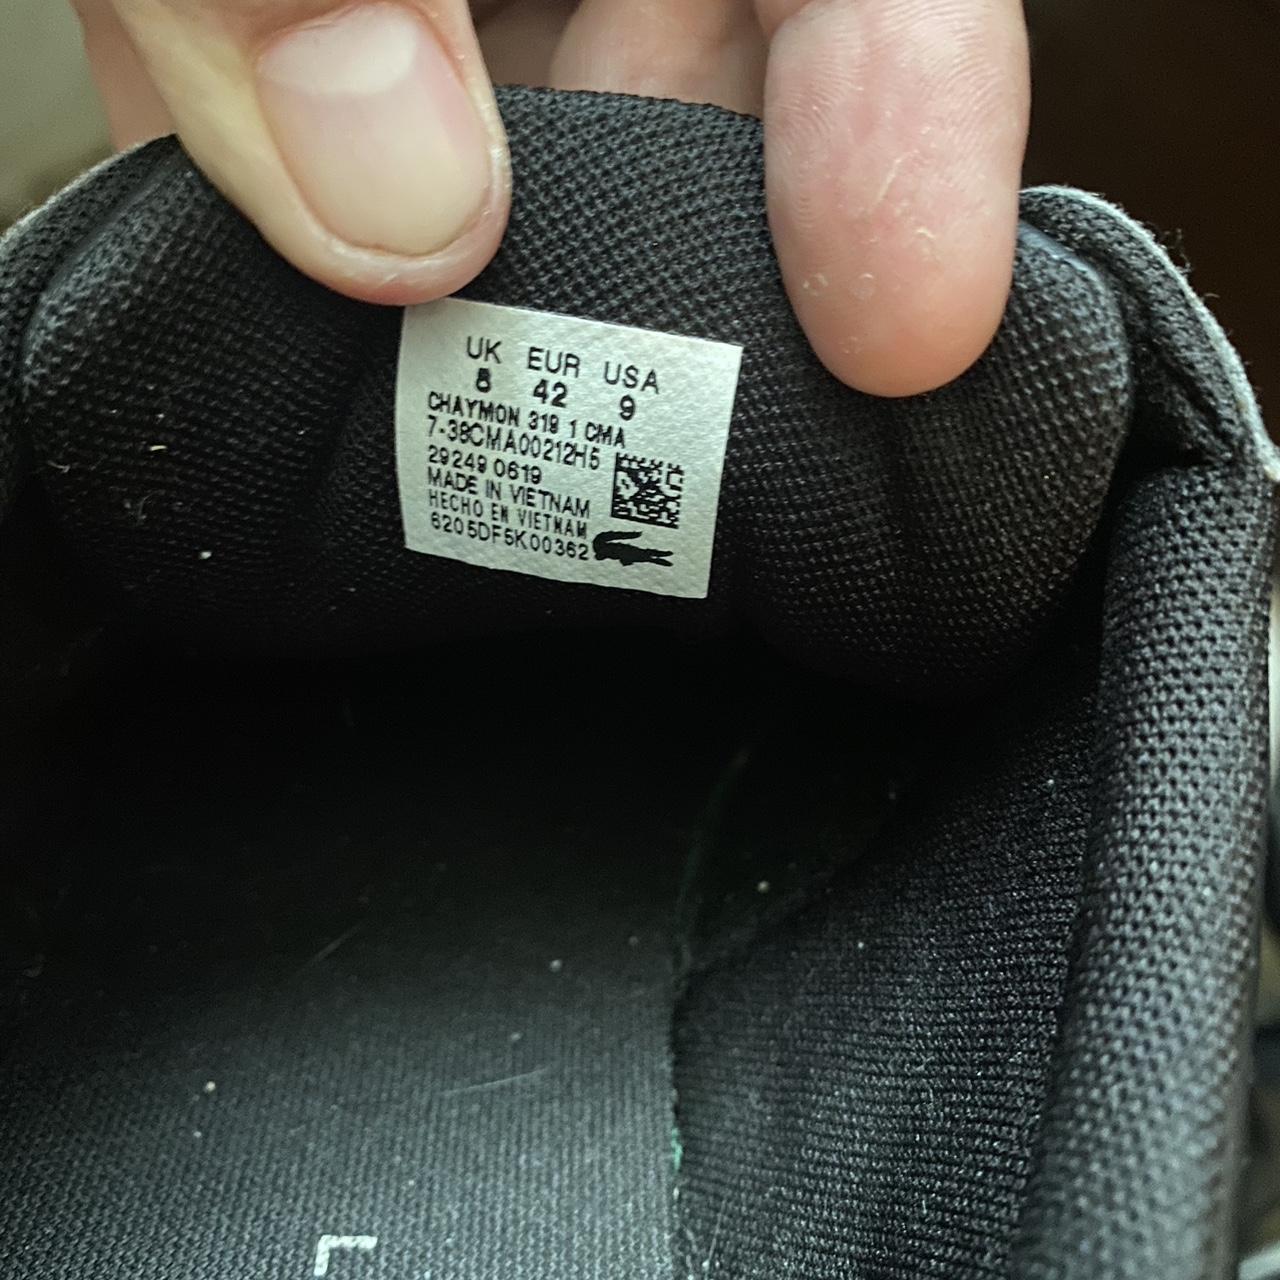 UK EUR USA
8 42 9
CHAYMON 319 1 CMA
7-38CMA00212H5
29249 0619
MADE IN VIETNAM
HECHO EN VIETNAM
6205DF5K00362